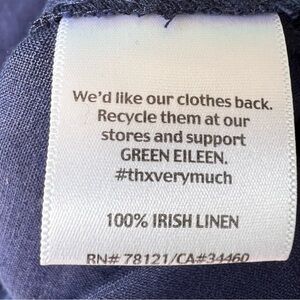 We'd like our clothes back.
Recycle them at our
stores and support
GREEN EILEEN.
#thxverymuch
100% IRISH LINEN
RN# 78121/CA#34460